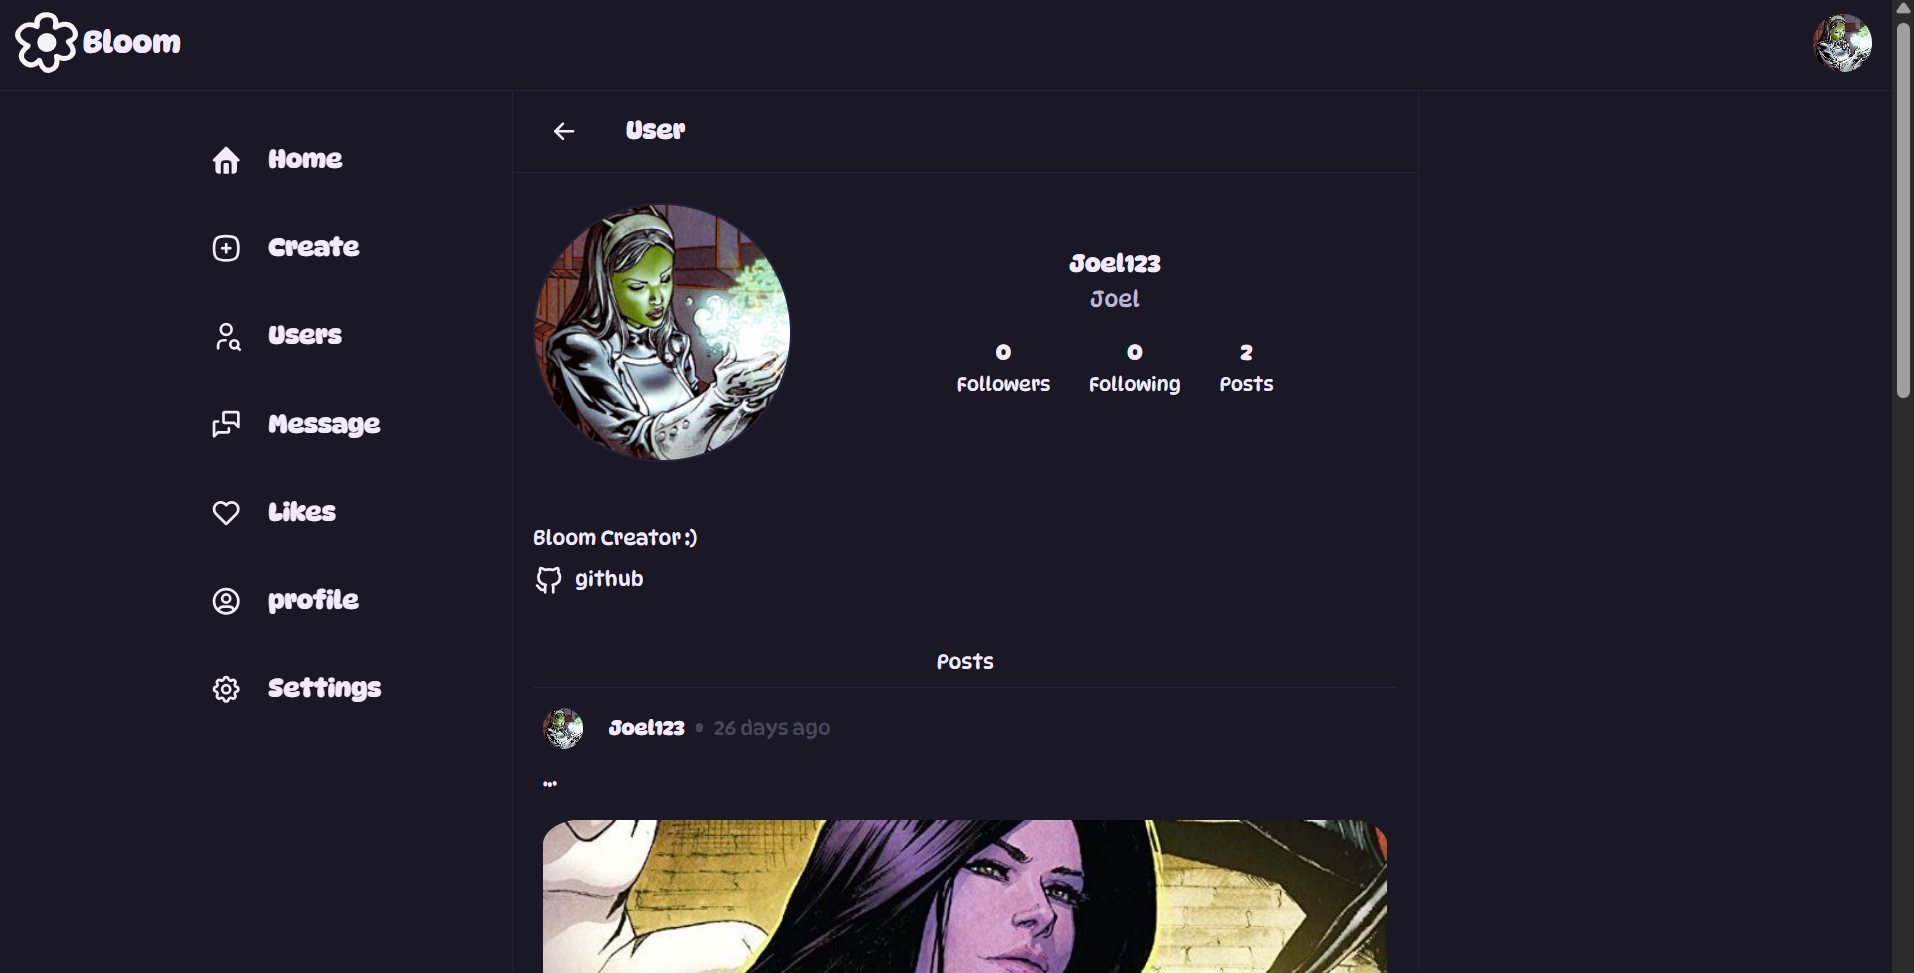 Bloom
Home
Create
Users
Message
Likes
profile
Settings
User
Joel123
Joel
0 0 2
Followers Following Posts
Bloom Creator :)
github
Posts
Joel123 • 26 days ago
...